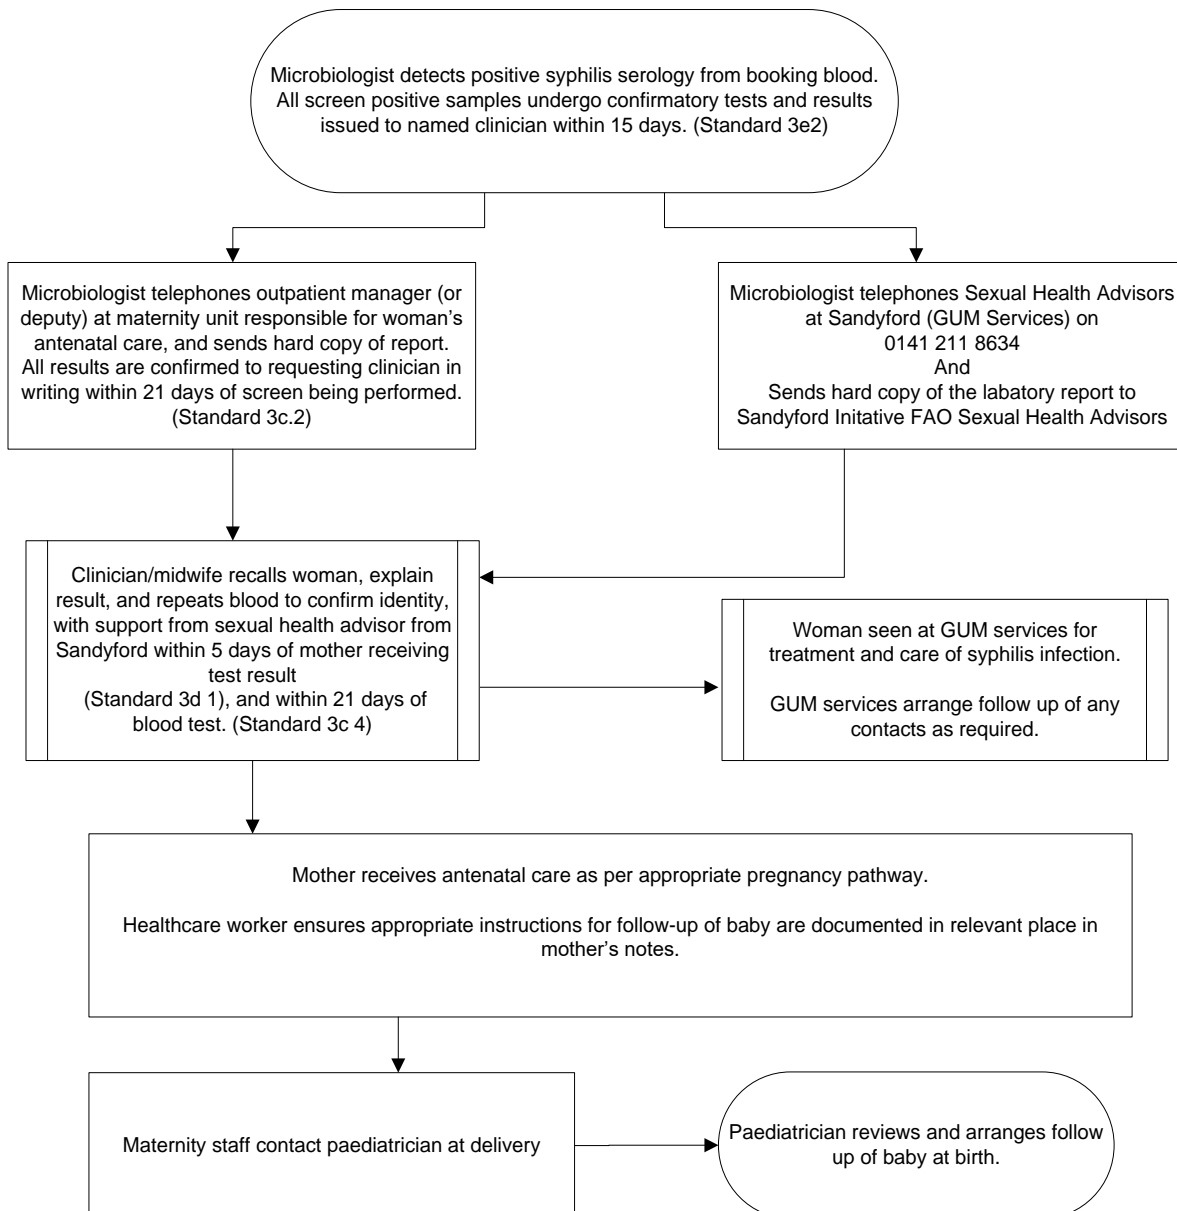 Microbiologist detects positive syphilis serology from booking blood.
All screen positive samples undergo confirmatory tests and results
issued to named clinician within 15 days. (Standard 3e2)
Microbiologist telephones outpatient manager (or
deputy) at maternity unit responsible for woman’s
antenatal care, and sends hard copy of report.
All results are confirmed to requesting clinician in
writing within 21 days of screen being performed.
(Standard 3c.2)
Microbiologist telephones Sexual Health Advisors
at Sandyford (GUM Services) on
0141 211 8634
And
Sends hard copy of the labatory report to
Sandyford Initative FAO Sexual Health Advisors
Clinician/midwife recalls woman, explain
result, and repeats blood to confirm identity,
with support from sexual health advisor from
Sandyford within 5 days of mother receiving
test result
(Standard 3d 1), and within 21 days of
blood test. (Standard 3c 4)
Woman seen at GUM services for
treatment and care of syphilis infection.
GUM services arrange follow up of any
contacts as required.
Mother receives antenatal care as per appropriate pregnancy pathway.
Healthcare worker ensures appropriate instructions for follow-up of baby are documented in relevant place in
mother’s notes.
Maternity staff contact paediatrician at delivery
Paediatrician reviews and arranges follow
up of baby at birth.